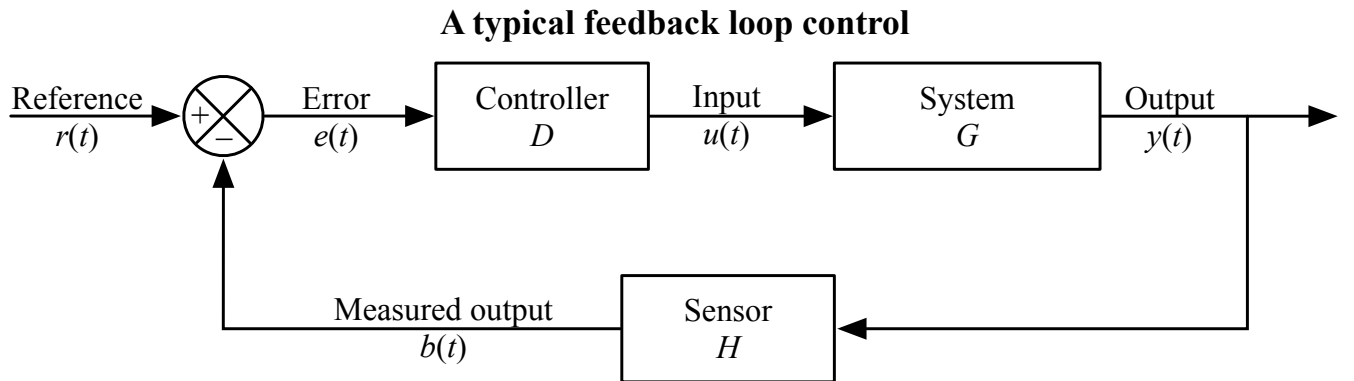 A typical feedback loop control
Reference
r(t)
+
−
Error
e(t)
Controller
D
Input
u(t)
System
G
Output
y(t)
Measured output
b(t)
Sensor
H